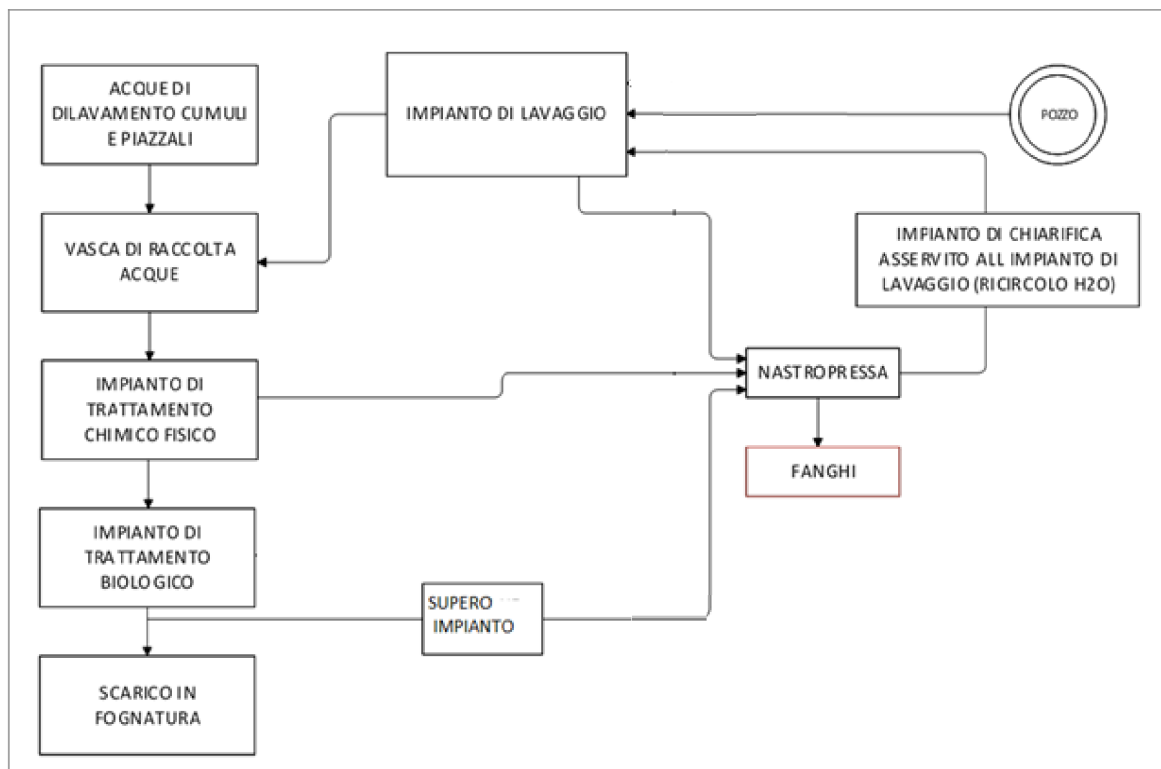 ACQUE DI
DILAVAMENTO CUMULI
E PIAZZALI
IMPIANTO DI LAVAGGIO
POZZO
VASCA DI RACCOLTA
ACQUE
IMPIANTO DI CHIARIFICA
ASSERVITO ALL IMPIANTO DI
LAVAGGIO (RICIRCOLO H2O)
IMPIANTO DI
TRATTAMENTO
CHIMICO FISICO
NASTROPRESSA
FANGHI
IMPIANTO DI
TRATTAMENTO
BIOLOGICO
SUPERO
IMPIANTO
SCARICO IN
FOGNATURA